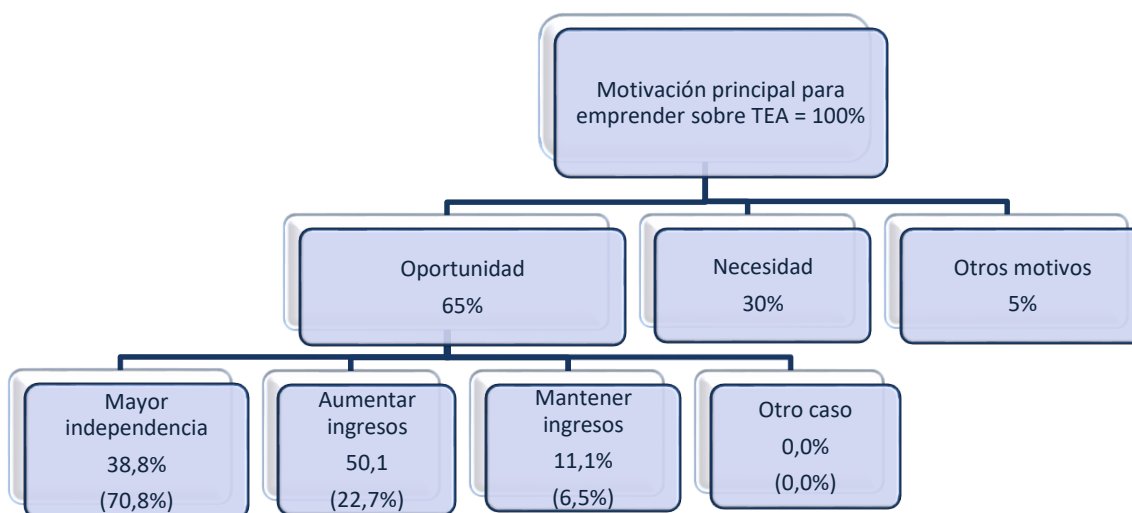 Motivación principal para
emprender sobre TEA = 100%
Oportunidad
65%
Necesidad
30%
Otros motivos
5%
Mayor
independencia
38,8%
(70,8%)
Aumentar
ingresos
50,1
(22,7%)
Mantener
ingresos
11,1%
(6,5%)
Otro caso
0,0%
(0,0%)